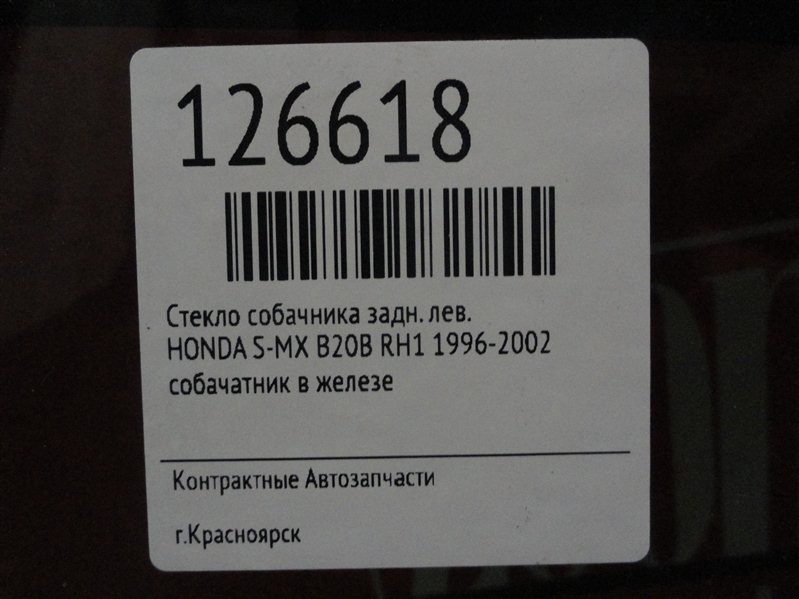 126618
Стекло собачника задн. лев.
HONDA S-MX B20B RH1 1996-2002
собачатник в железе
Контрактные Автозапчасти
г.Красноярск